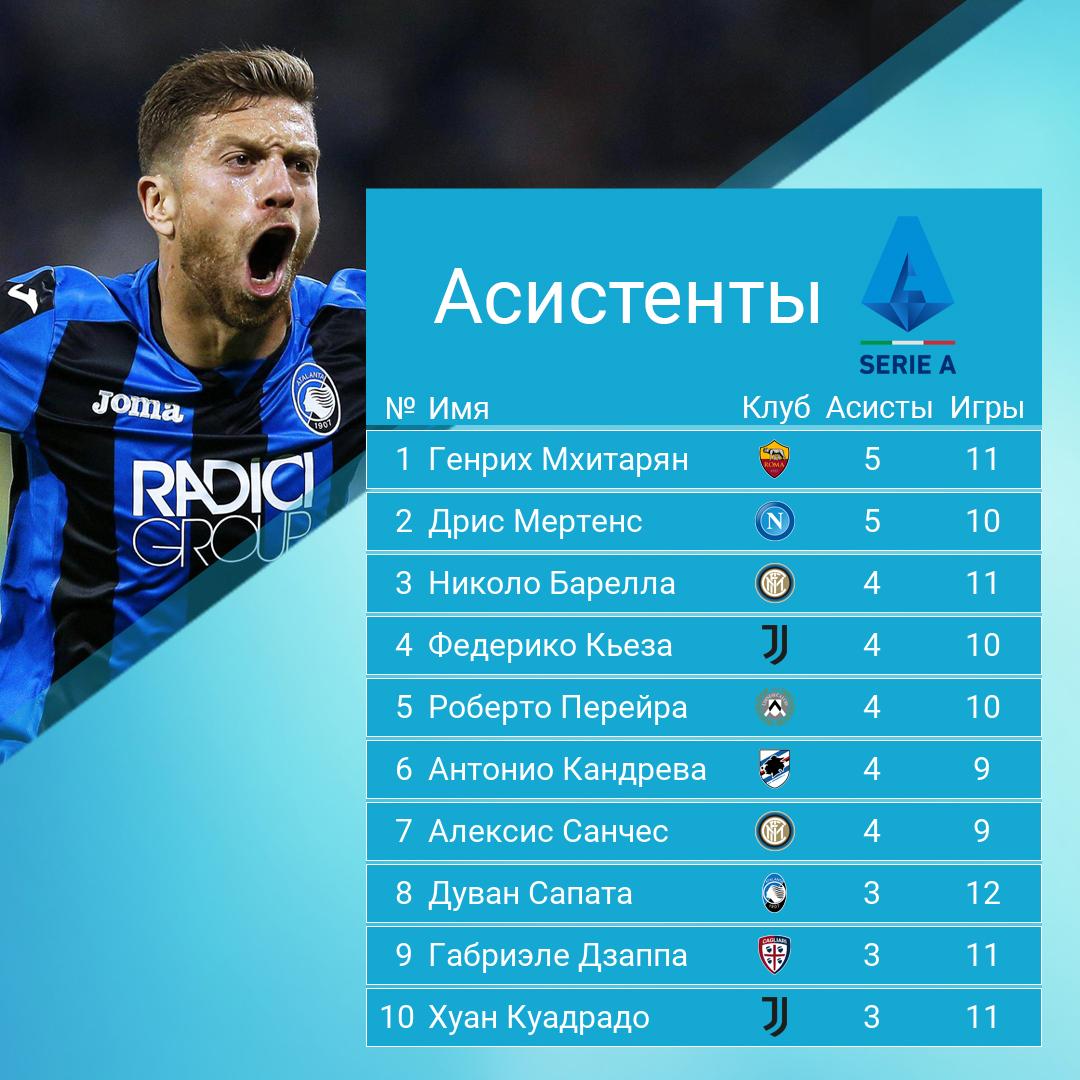 Асистенты
SERIE A
№ Имя Клуб Асисты Игры
1 Генрих Мхитарян ROMA 5 11
2 Дрис Мертенс N 5 10
3 Николо Барелла 4 11
4 Федерико Кьеза 4 10
5 Роберто Перейра 4 10
6 Антонио Кандрева 4 9
7 Алексис Санчес 4 9
8 Дуван Сапата 3 12
9 Габриэле Дзаппа CAGLIARI 3 11
10 Хуан Куадрадо 3 11
ATALANTA
1907
Joma
RADICI
GROUP